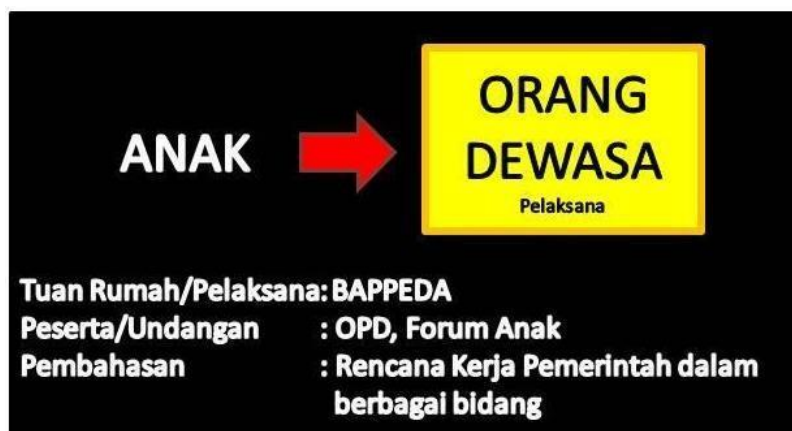 ANAK
ORANG
DEWASA
Pelaksana
Tuan Rumah/Pelaksana: BAPPEDA
Peserta/Undangan : OPD, Forum Anak
Pembahasan : Rencana Kerja Pemerintah dalam
berbagai bidang